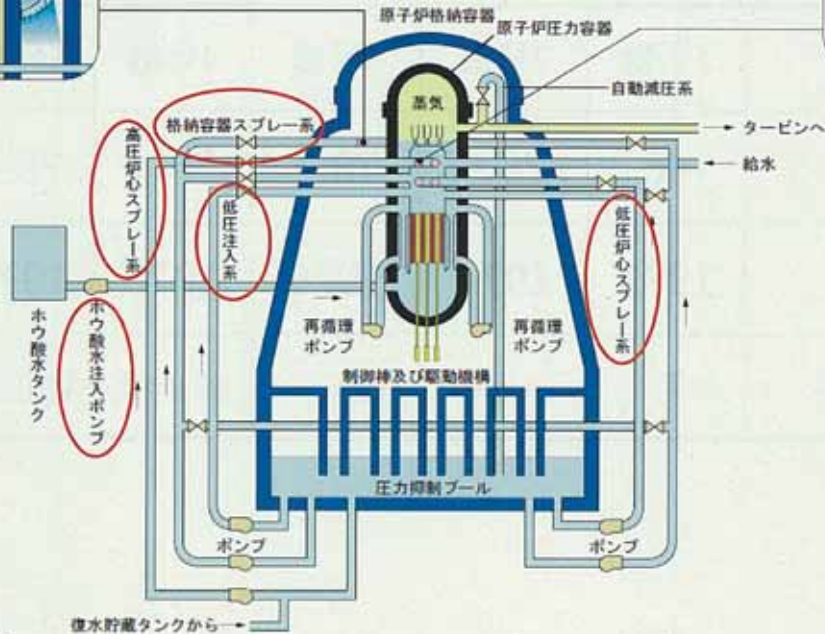 原子炉格納容器
原子炉圧力容器
蒸気
自動減圧系
タービンへ
給水
格納容器スプレー系
高圧炉心スプレー系
低圧注入系
低圧炉心スプレー系
ホウ酸水タンク
ホウ酸水注入ポンプ
再循環
ポンプ
再循環
ポンプ
制御棒及び駆動機構
圧力抑制プール
ポンプ
ポンプ
復水貯蔵タンクから